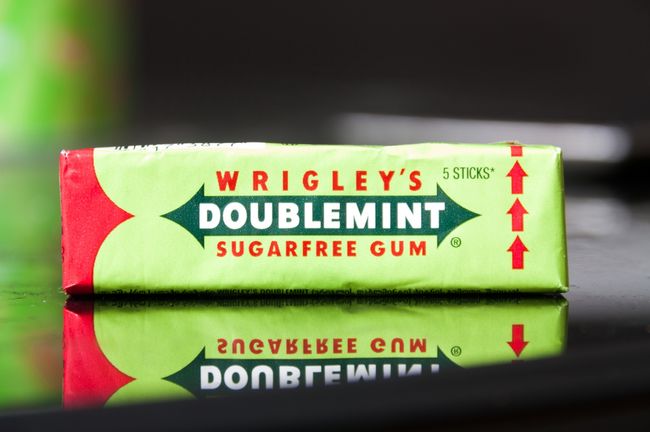 WRIGLEY'S
5 STICKS*
DOUBLEMINT
SUGARFREE GUM
®